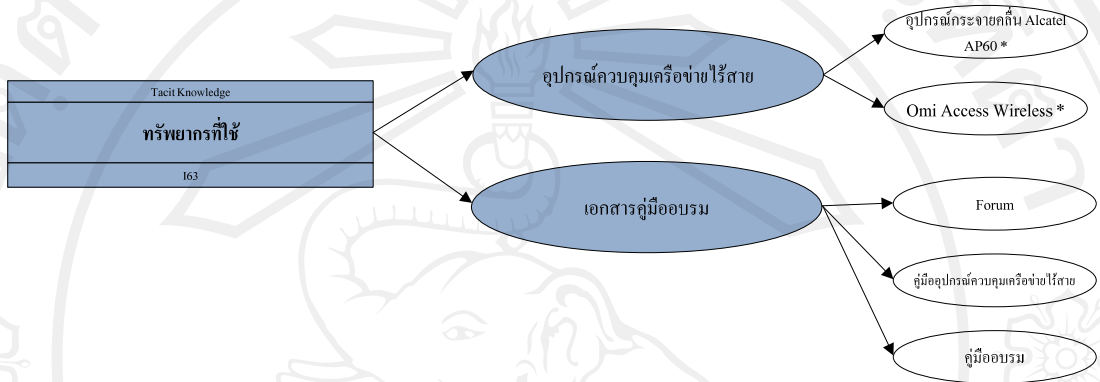 Tacit Knowledge
ทรัพยากรที่ใช้
I63
อุปกรณ์ควบคุมเครือข่ายไร้สาย
เอกสารคู่มืออบรม
อุปกรณ์กระจายคลื่น Alcatel
AP60 *
Omi Access Wireless *
Forum
คู่มืออุปกรณ์ควบคุมเครือข่ายไร้สาย
คู่มืออบรม